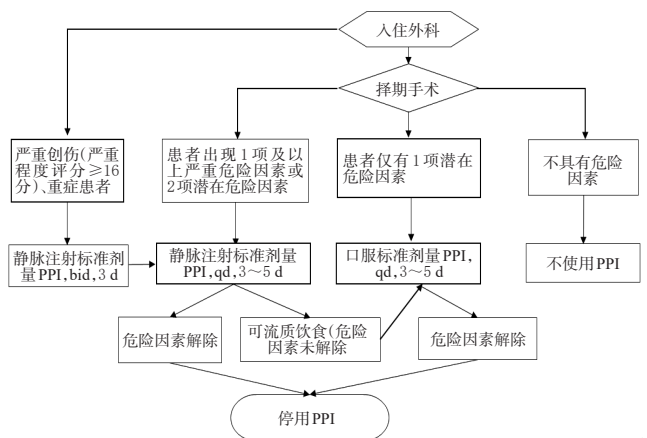 入住外科
择期手术
严重创伤(严重
程度评分≥16
分)、重症患者
患者出现1项及以
上严重危险因素或
2项潜在危险因素
患者仅有1项潜在
危险因素
不具有危险
因素
静脉注射标准剂
量PPI,bid,3 d
静脉注射标准剂量
PPI,qd,3～5 d
口服标准剂量PPI,
qd,3～5 d
不使用PPI
危险因素解除
可流质饮食(危险
因素未解除
危险因素解除
停用PPI